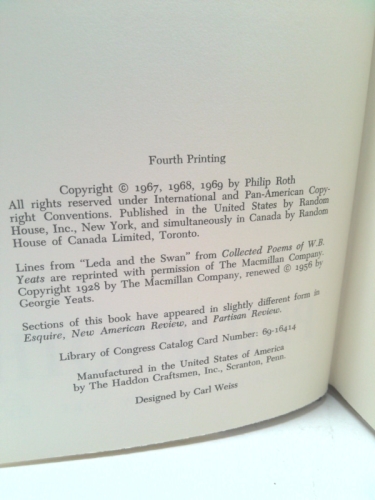 Fourth Printing
Copyright © 1967, 1968, 1969 by Philip Roth
All rights reserved under International and Pan-American Copy-
right Conventions. Published in the United States by Random
House, Inc., New York, and simultaneously in Canada by Random
House of Canada Limited, Toronto.
Lines from "Leda and the Swan" from Collected Poems of W.B.
Yeats are reprinted with permission of The Macmillan Company.
Copyright 1928 by The Macmillan Company, renewed © 1956 by
Georgie Yeats.
Sections of this book have appeared in slightly different form in
Esquire, New American Review, and Partisan Review.
Library of Congress Catalog Card Number: 69-16414
Manufactured in the United States of America
by The Haddon Craftsmen, Inc., Scranton, Penn.
Designed by Carl Weiss